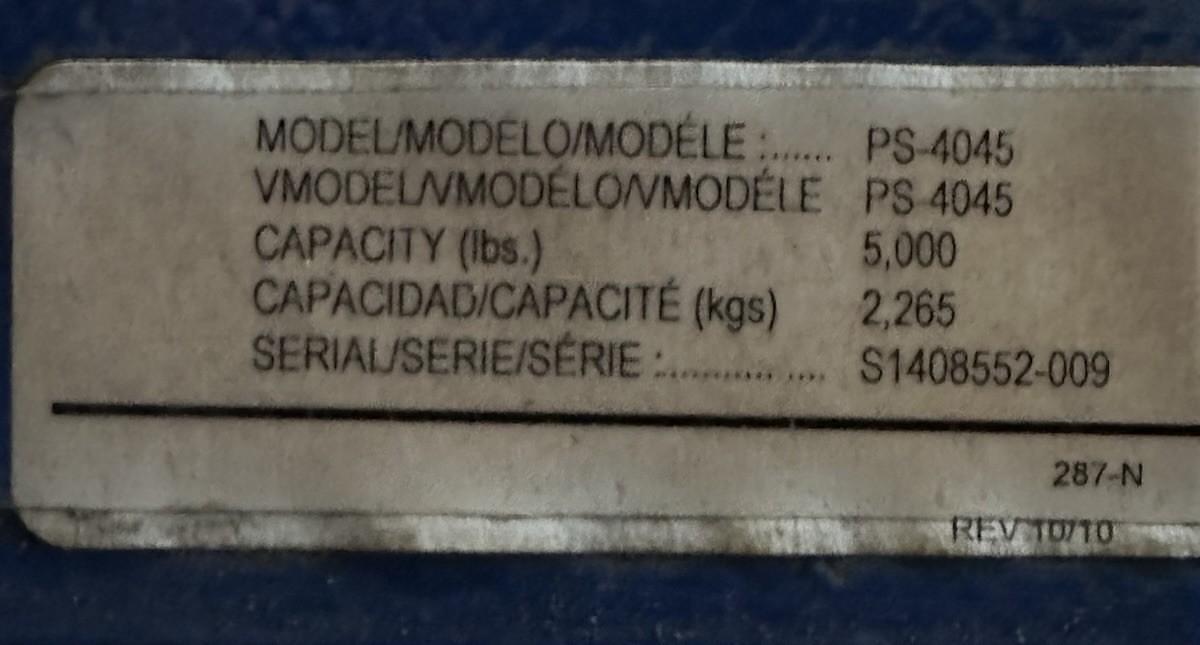 MODEL/MODELO/MODÉLE :....... PS-4045
VMODEL/VMODÉLO/VMODÉLE PS-4045
CAPACITY (lbs.) 5,000
CAPACIDAD/CAPACITÉ (kgs) 2,265
SERIAL/SERIE/SÉRIE :............ .... S1408552-009
287-N
REV 10/10